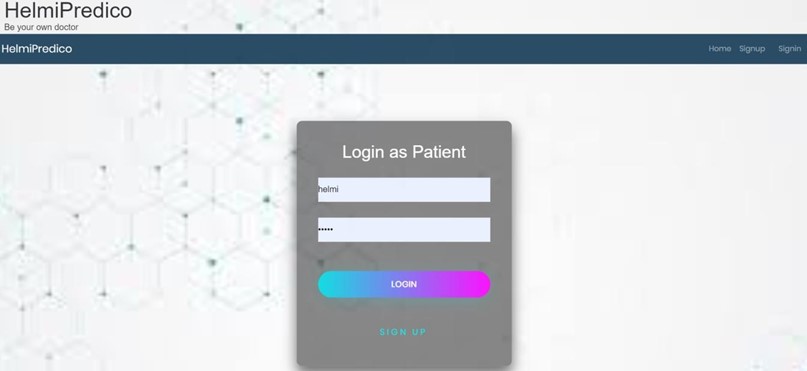 HelmiPredico
Be your own doctor
HelmiPredico Home Signup Signin
Login as Patient
helmi
•••••
LOGIN
SIGN UP